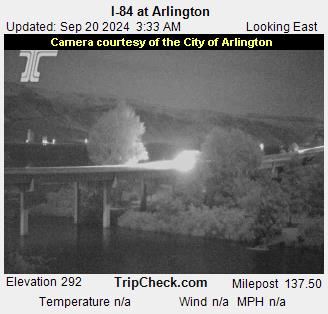 I-84 at Arlington
Updated: Sep 20 2024 3:33 AM Looking East
Camera courtesy of the City of Arlington
Elevation 292 TripCheck.com Milepost 137.50
Temperature n/a Wind n/a MPH n/a